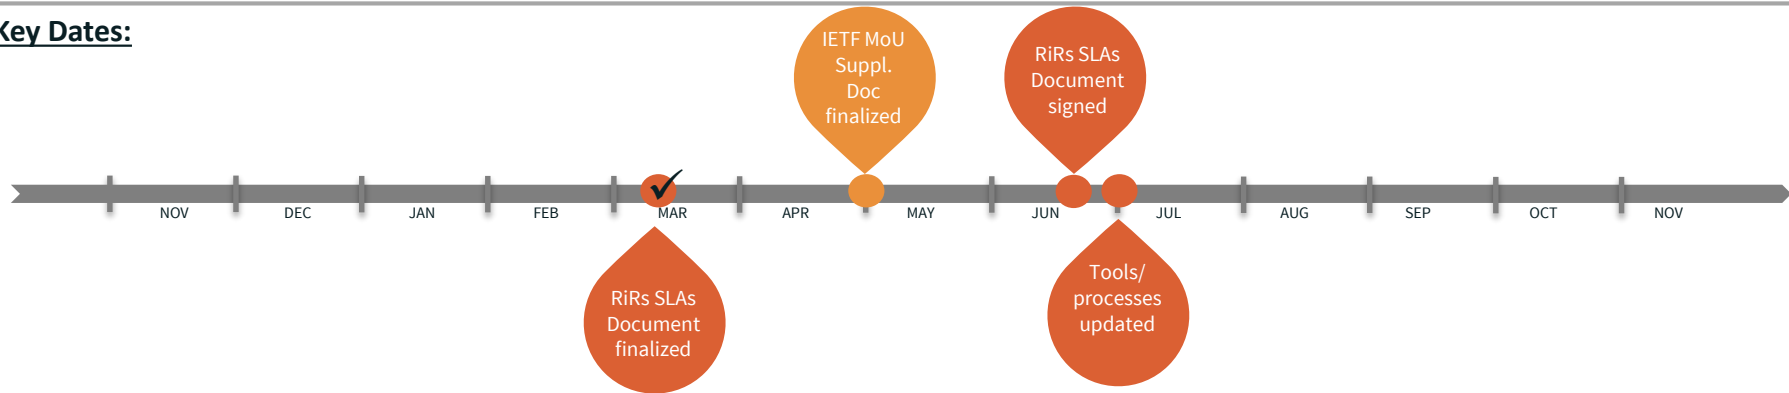 Key Dates:
IETF MoU
Suppl.
Doc
finalized
RiRs SLAs
Document
signed
NOV
DEC
JAN
FEB
MAR
APR
MAY
JUN
JUL
AUG
SEP
OCT
NOV
RiRs SLAs
Document
finalized
Tools/
processes
updated